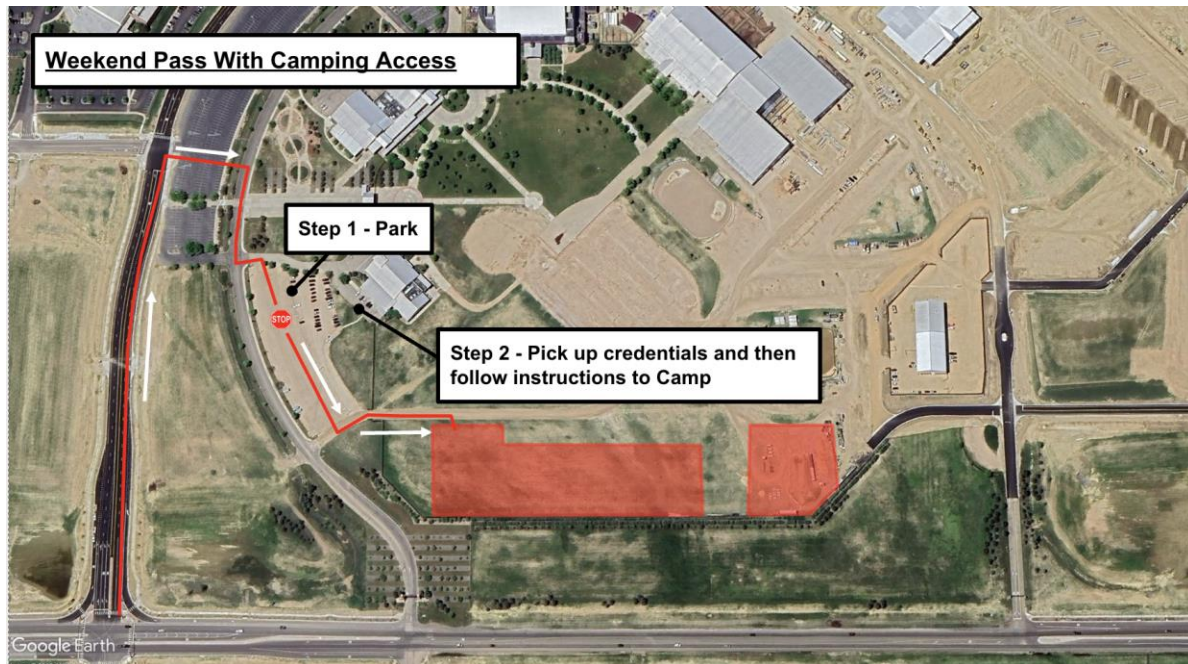 Weekend Pass With Camping Access
Step 1 - Park
STOP
Step 2 - Pick up credentials and then
follow instructions to Camp
Google Earth